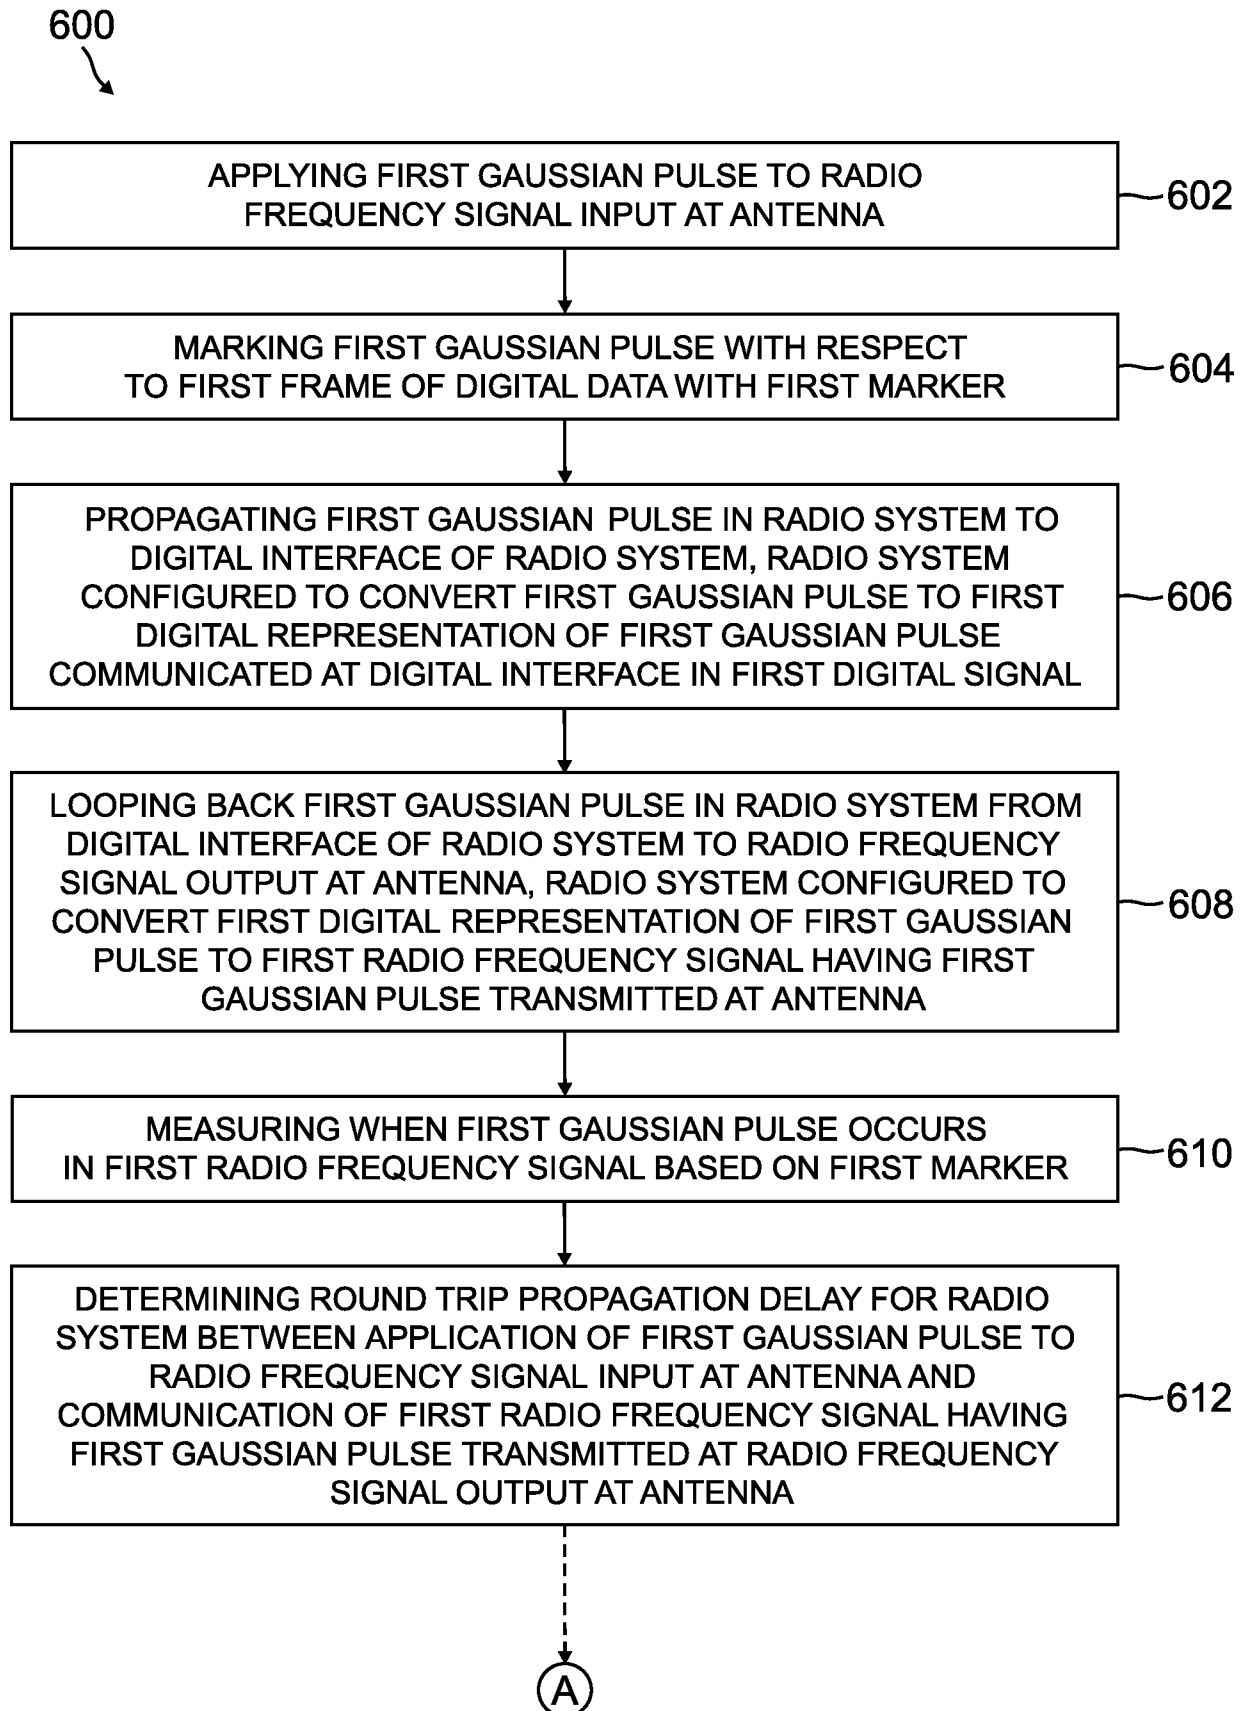 600
APPLYING FIRST GAUSSIAN PULSE TO RADIO
FREQUENCY SIGNAL INPUT AT ANTENNA
602
MARKING FIRST GAUSSIAN PULSE WITH RESPECT
TO FIRST FRAME OF DIGITAL DATA WITH FIRST MARKER
604
PROPAGATING FIRST GAUSSIAN PULSE IN RADIO SYSTEM TO
DIGITAL INTERFACE OF RADIO SYSTEM, RADIO SYSTEM
CONFIGURED TO CONVERT FIRST GAUSSIAN PULSE TO FIRST
DIGITAL REPRESENTATION OF FIRST GAUSSIAN PULSE
COMMUNICATED AT DIGITAL INTERFACE IN FIRST DIGITAL SIGNAL
606
LOOPING BACK FIRST GAUSSIAN PULSE IN RADIO SYSTEM FROM
DIGITAL INTERFACE OF RADIO SYSTEM TO RADIO FREQUENCY
SIGNAL OUTPUT AT ANTENNA, RADIO SYSTEM CONFIGURED TO
CONVERT FIRST DIGITAL REPRESENTATION OF FIRST GAUSSIAN
PULSE TO FIRST RADIO FREQUENCY SIGNAL HAVING FIRST
GAUSSIAN PULSE TRANSMITTED AT ANTENNA
608
MEASURING WHEN FIRST GAUSSIAN PULSE OCCURS
IN FIRST RADIO FREQUENCY SIGNAL BASED ON FIRST MARKER
610
DETERMINING ROUND TRIP PROPAGATION DELAY FOR RADIO
SYSTEM BETWEEN APPLICATION OF FIRST GAUSSIAN PULSE TO
RADIO FREQUENCY SIGNAL INPUT AT ANTENNA AND
COMMUNICATION OF FIRST RADIO FREQUENCY SIGNAL HAVING
FIRST GAUSSIAN PULSE TRANSMITTED AT RADIO FREQUENCY
SIGNAL OUTPUT AT ANTENNA
612
A